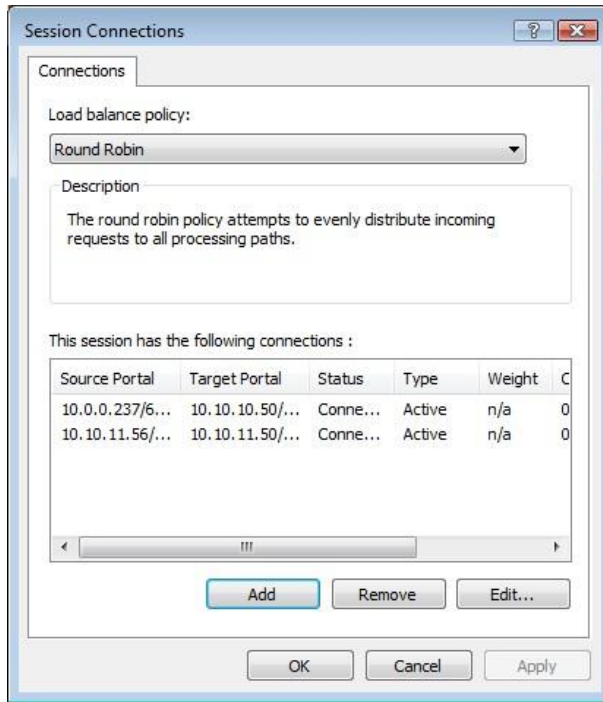 Session Connections
Connections
Load balance policy:
Round Robin
Description
The round robin policy attempts to evenly distribute incoming
requests to all processing paths.
This session has the following connections :
Source Portal Target Portal Status Type Weight C
10.0.0.237/6... 10.10.10.50/... Conne... Active n/a 0
10.10.11.56/... 10.10.11.50/... Conne... Active n/a 0
Add Remove Edit...
OK Cancel Apply